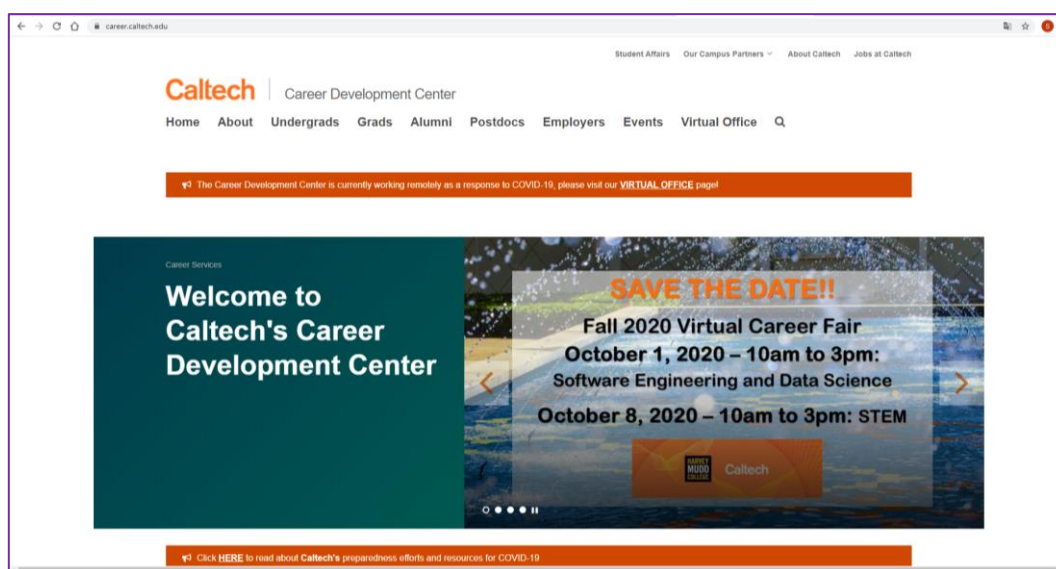 career.caltech.edu
S
Student Affairs Our Campus Partners About Caltech Jobs at Caltech
Caltech Career Development Center
Home About Undergrads Grads Alumni Postdocs Employers Events Virtual Office
The Career Development Center is currently working remotely as a response to COVID-19, please visit our VIRTUAL OFFICE page!
Career Services
Welcome to
Caltech's Career
Development Center
SAVE THE DATE!!
Fall 2020 Virtual Career Fair
October 1, 2020 – 10am to 3pm:
Software Engineering and Data Science
October 8, 2020 – 10am to 3pm: STEM
HARVEY
MUDD
COLLEGE
Caltech
Click HERE to read about Caltech's preparedness efforts and resources for COVID-19